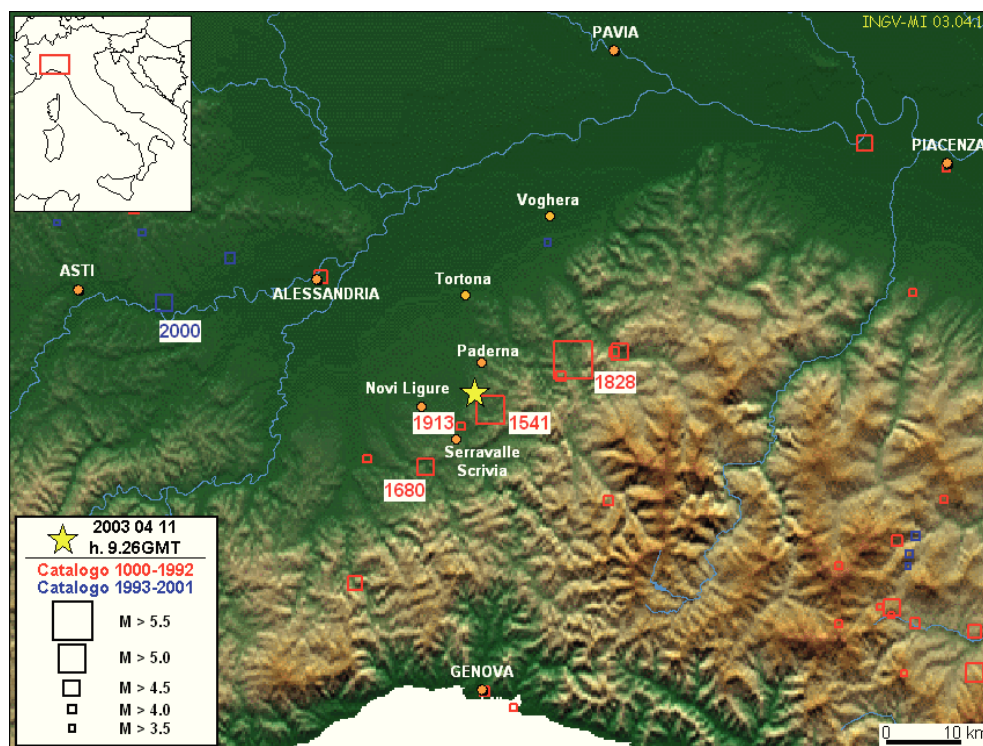 INGV-MI 03.04.1
PAVIA
PIACENZA
Voghera
ASTI
ALESSANDRIA
Tortona
2000
Paderna
1828
Novi Ligure
1913
1541
Serravalle
Scrivia
1680
2003 04 11
h. 9.26GMT
Catalogo 1000-1992
Catalogo 1993-2001
M > 5.5
M > 5.0
M > 4.5
M > 4.0
M > 3.5
GENOVA
0 10 km